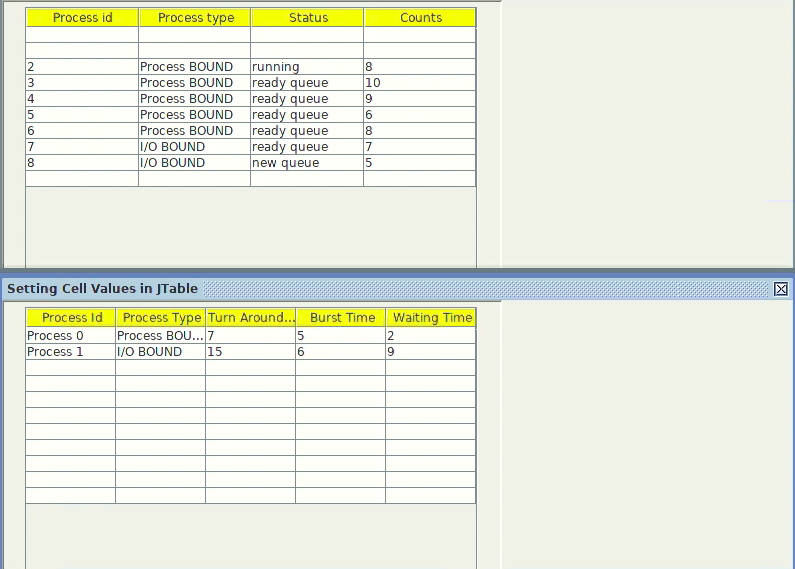 Process id Process type Status Counts
2 Process BOUND running 8
3 Process BOUND ready queue 10
4 Process BOUND ready queue 9
5 Process BOUND ready queue 6
6 Process BOUND ready queue 8
7 I/O BOUND ready queue 7
8 I/O BOUND new queue 5
Setting Cell Values in JTable
Process Id Process Type Turn Around... Burst Time Waiting Time
Process 0 Process BOU... 7 5 2
Process 1 I/O BOUND 15 6 9